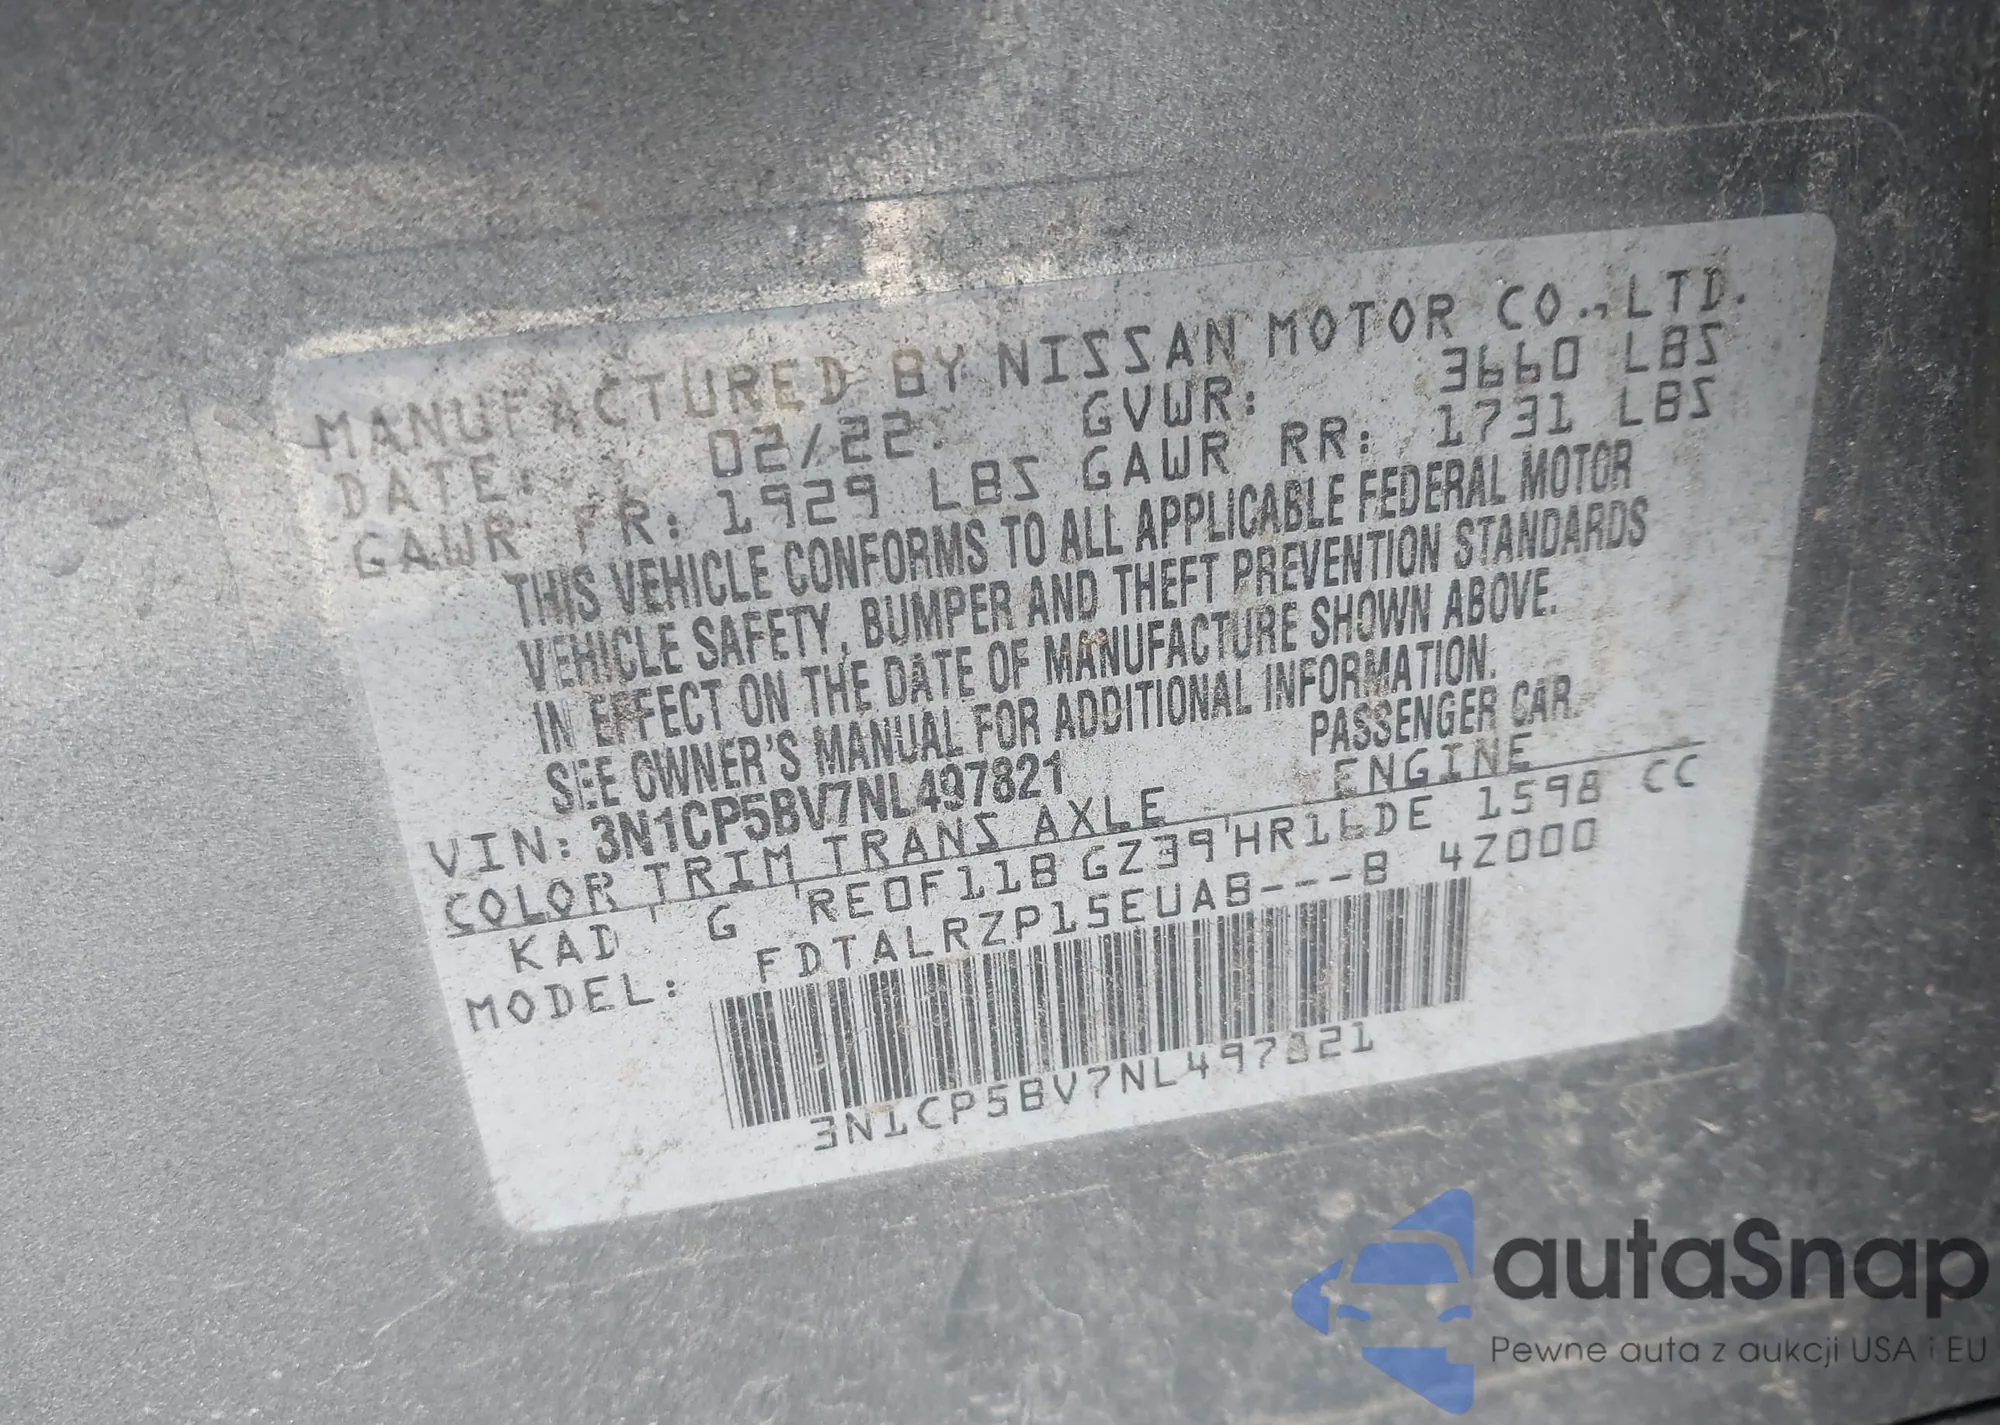 MANUFACTURED BY NISSAN MOTOR CO.,LTD.
DATE: 02/22 GVWR: 3660 LBS
GAWR FR: 1929 LBS GAWR RR: 1731 LBS
THIS VEHICLE CONFORMS TO ALL APPLICABLE FEDERAL MOTOR
VEHICLE SAFETY, BUMPER AND THEFT PREVENTION STANDARDS
IN EFFECT ON THE DATE OF MANUFACTURE SHOWN ABOVE.
SEE OWNER'S MANUAL FOR ADDITIONAL INFORMATION.
VIN: 3N1CP5BV7NL497821 PASSENGER CAR
COLOR TRIM TRANS AXLE ENGINE
KAD G RE0F11B GZ39 HR16DE 1598 CC
MODEL: FDTALRZP15EUAB---B 4Z000
3N1CP5BV7NL497821
autaSnap
Pewne auta z aukcji USA i EU